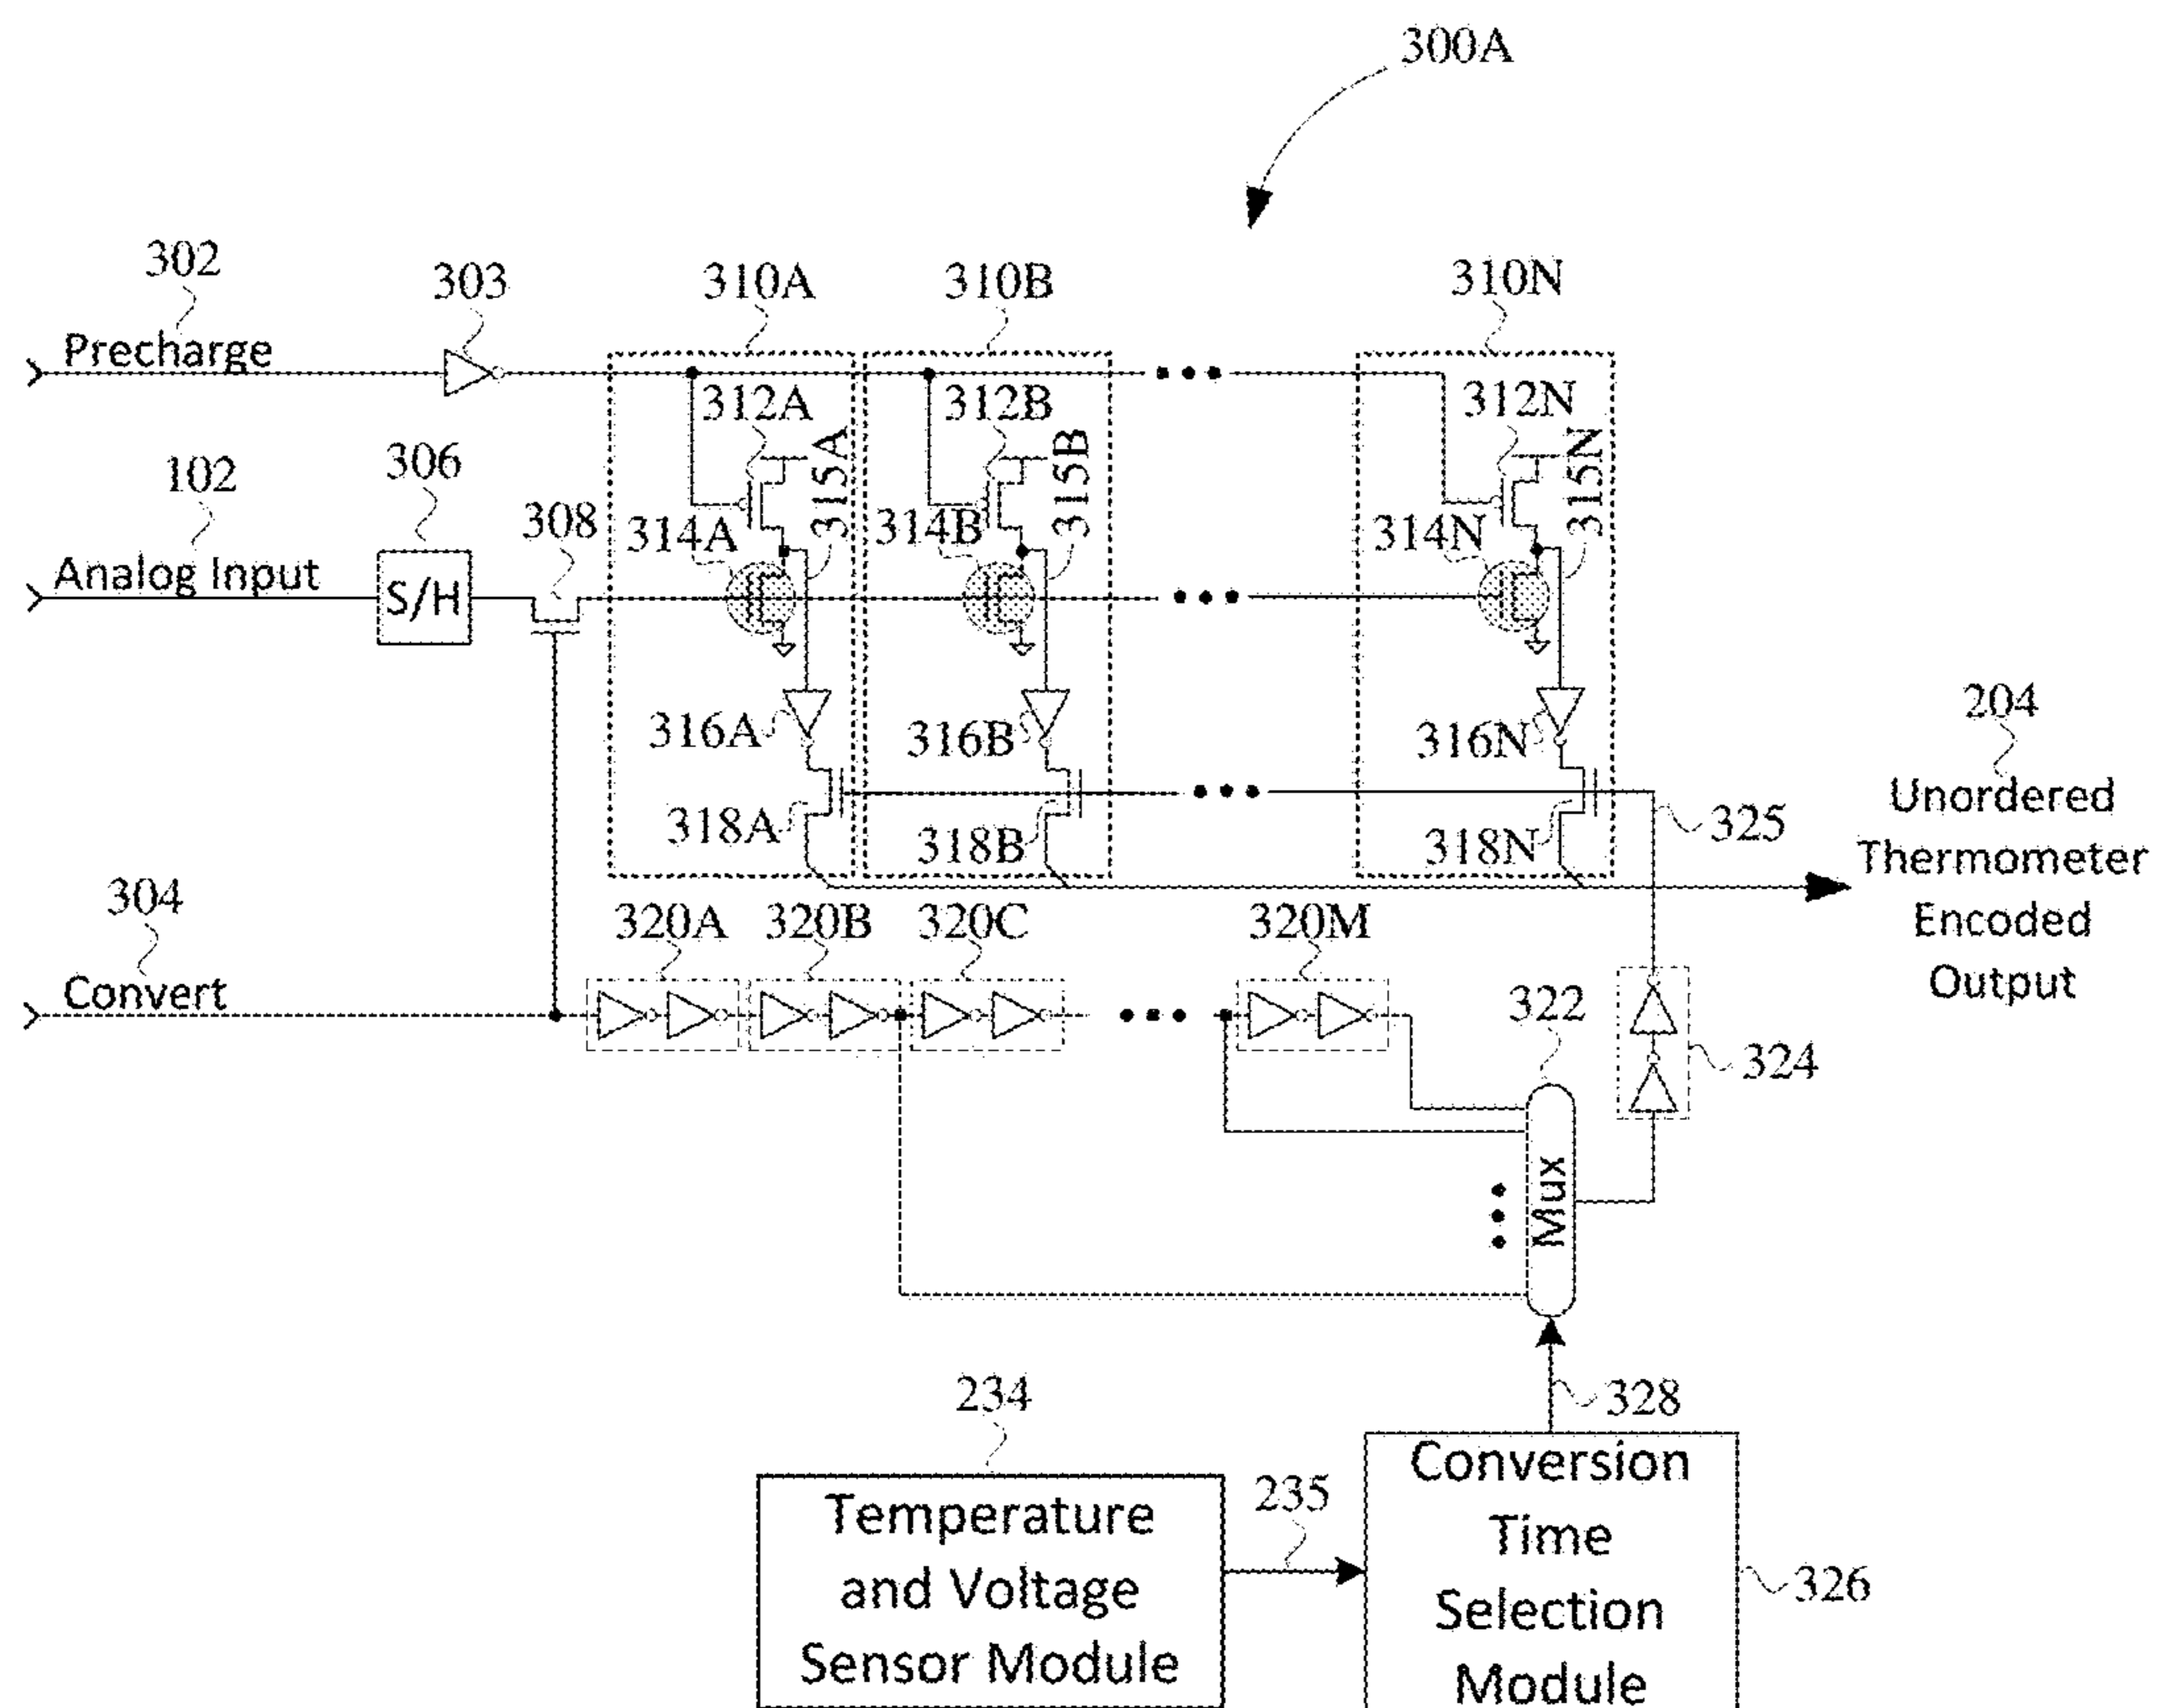 300A
302
303
310A
310B
310N
Precharge
312A
312B
312N
102
306
308
315A
315B
315N
Analog Input
S/H
314A
314B
314N
316A
316B
316N
204
Unordered
Thermometer
Encoded
Output
318A
318B
318N
325
304
320A
320B
320C
320M
Convert
322
324
Mux
328
234
Temperature
and Voltage
Sensor Module
235
Conversion
Time
Selection
Module
326